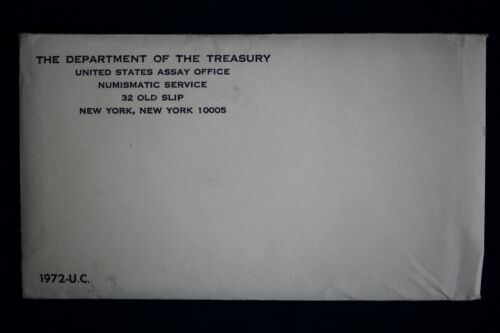 THE DEPARTMENT OF THE TREASURY
UNITED STATES ASSAY OFFICE
NUMISMATIC SERVICE
32 OLD SLIP
NEW YORK, NEW YORK 10005
1972-U.C.